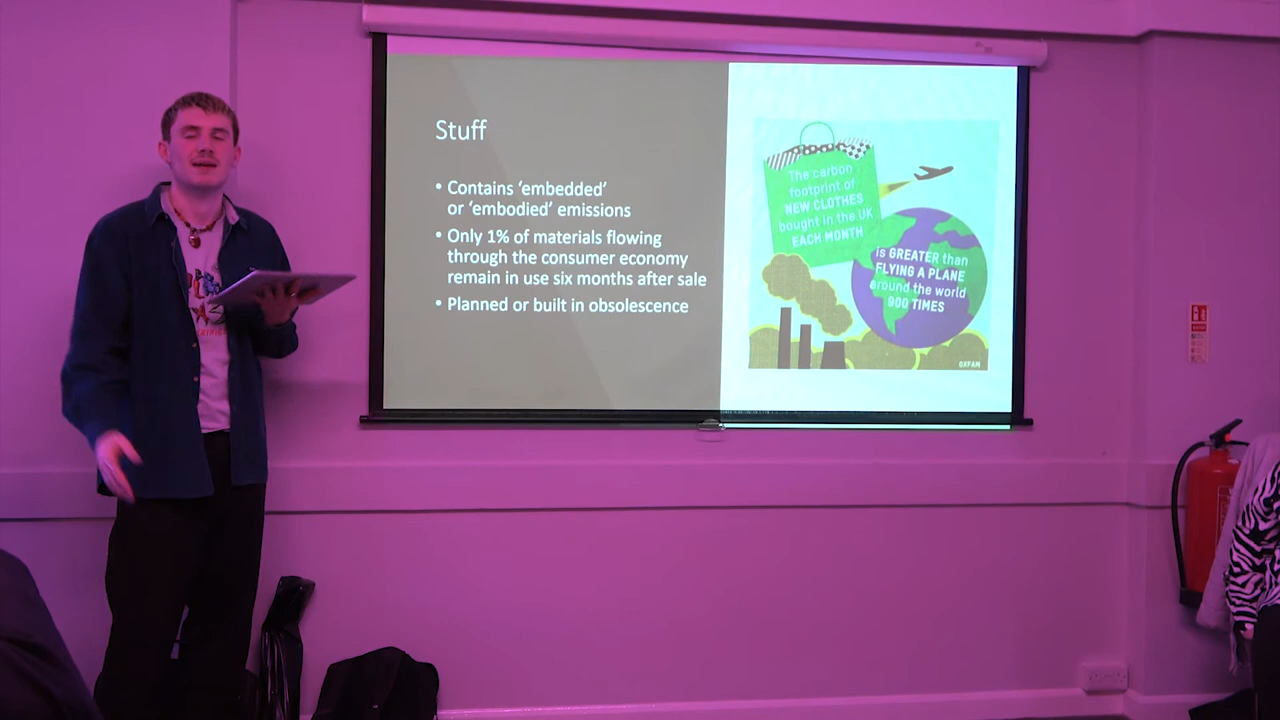 Stuff
• Contains ‘embedded’
or ‘embodied’ emissions
• Only 1% of materials flowing
through the consumer economy
remain in use six months after sale
• Planned or built in obsolescence
The carbon
footprint of
NEW CLOTHES
bought in the UK
EACH MONTH
is GREATER than
FLYING A PLANE
around the world
900 TIMES
OXFAM